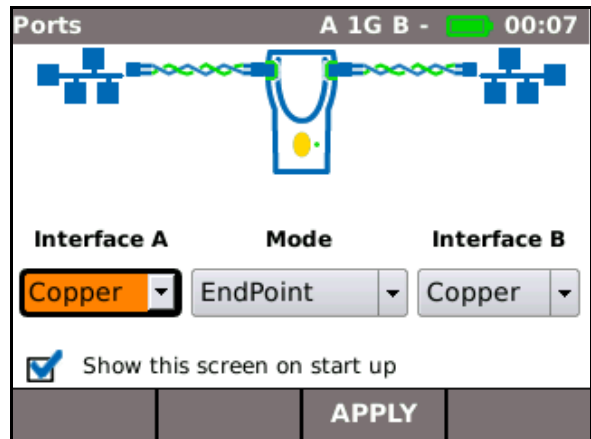 Ports A 1G B - 00:07
Interface A Mode Interface B
Copper EndPoint Copper
Show this screen on start up
APPLY